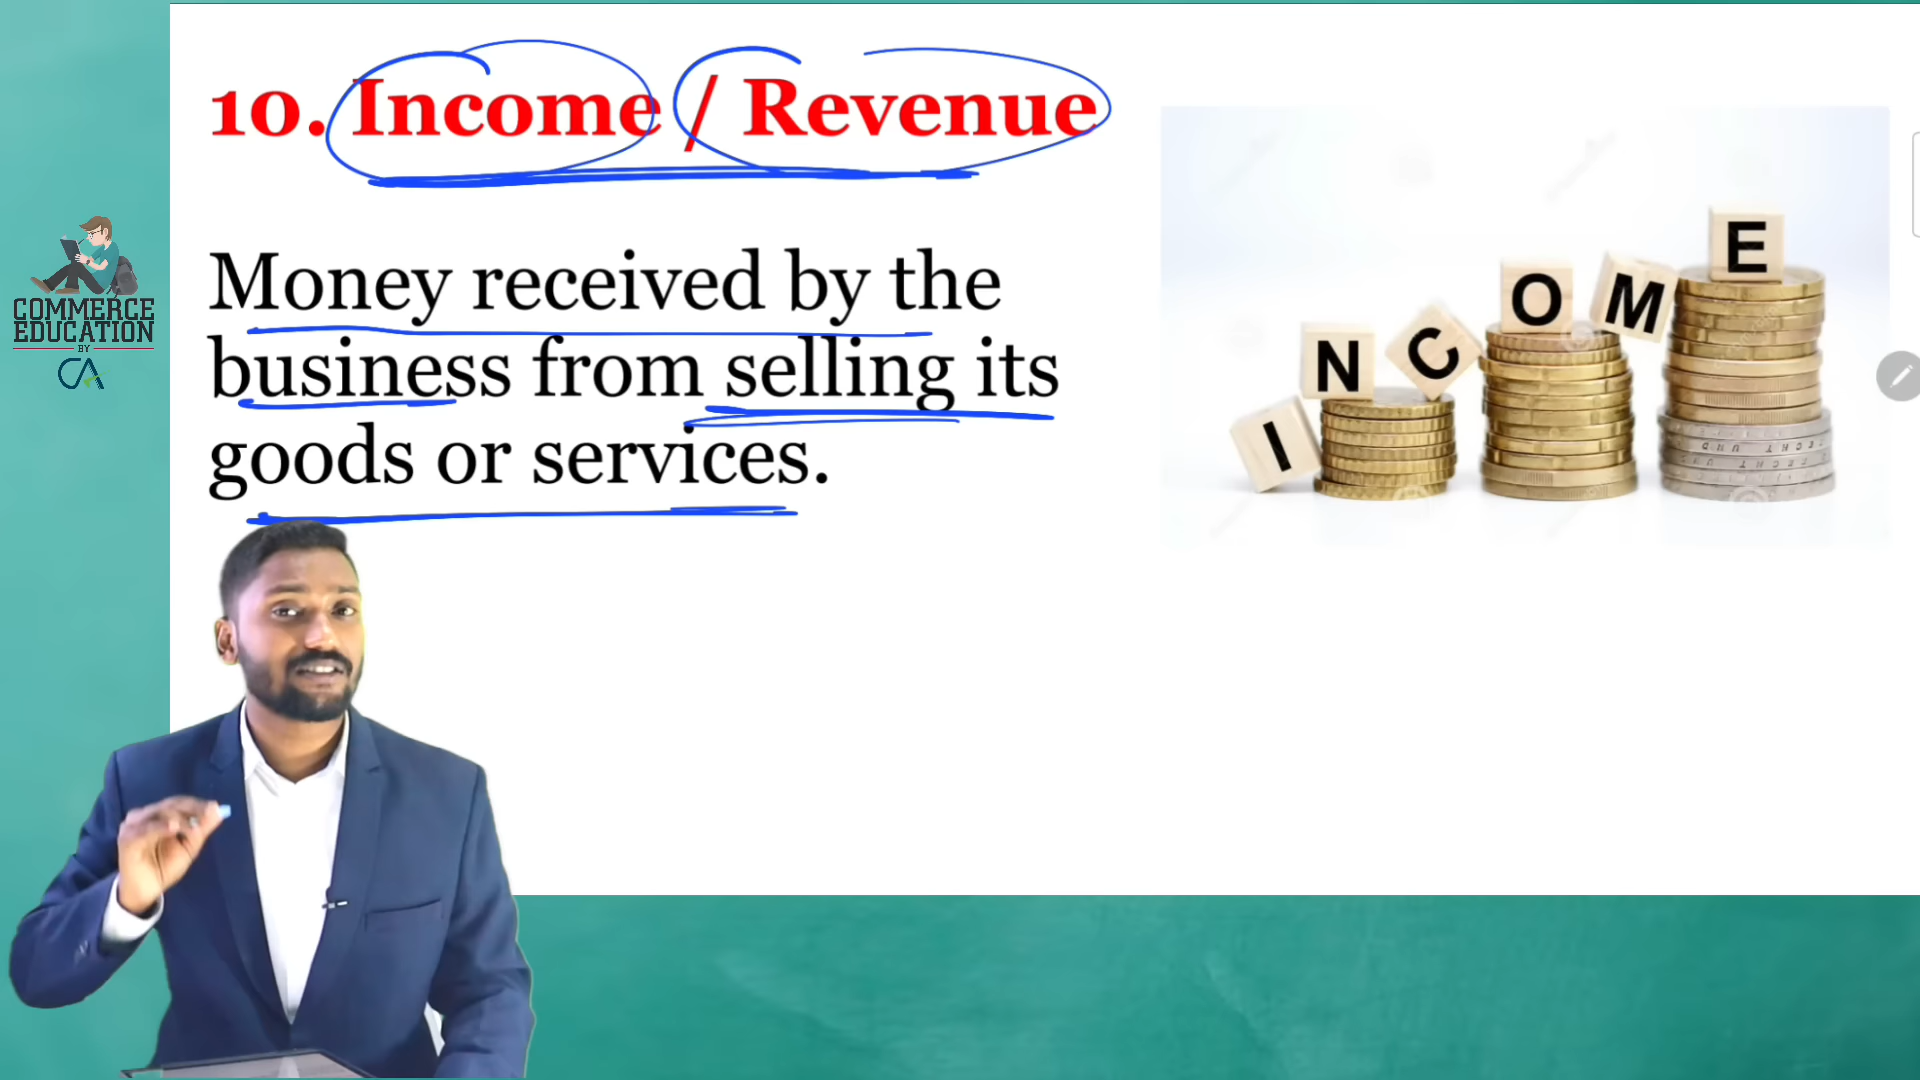 10. Income / Revenue
Money received by the
business from selling its
goods or services.
COMMERCE
EDUCATION
BY
CA
I N C O M E